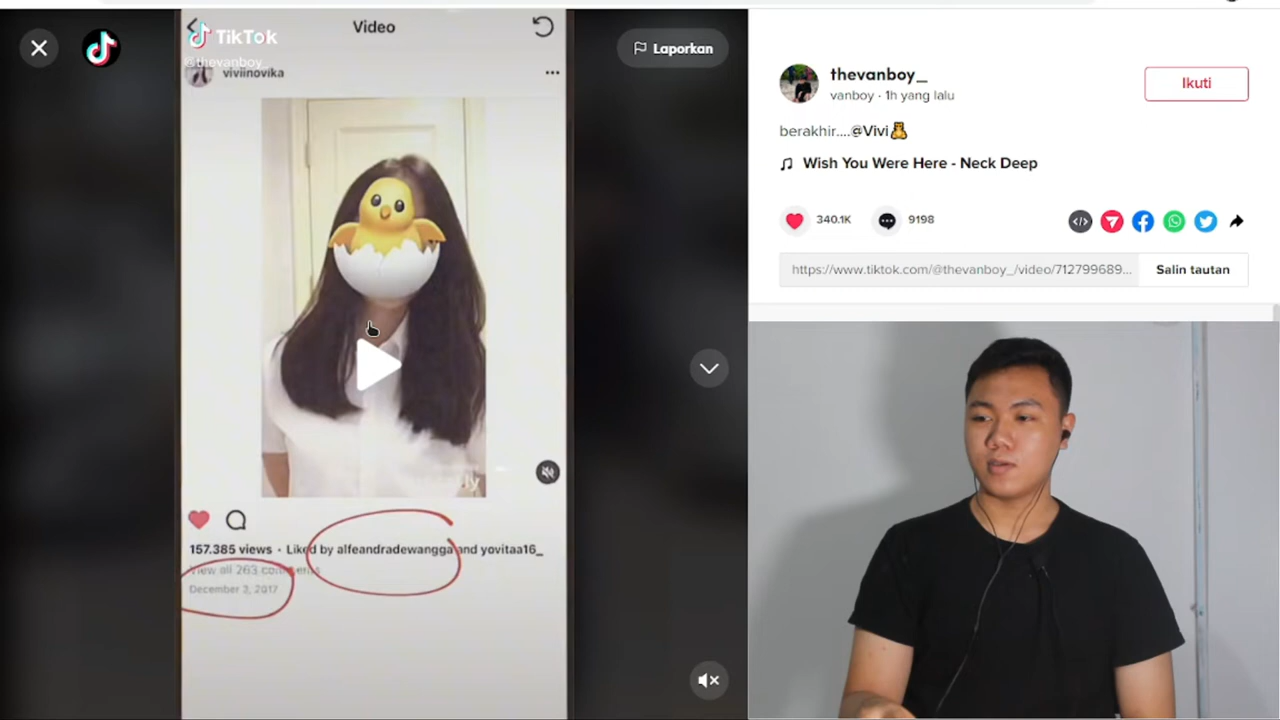 Video
TikTok
@thevanboy_
viviinovika
Laporkan
157.385 views · Liked by alfeandradewangga and yovitaa16_
View all 263 comments
December 3, 2017
thevanboy_
vanboy · 1h yang lalu
Ikuti
berakhir....@Vivi🧸
Wish You Were Here - Neck Deep
340.1K
9198
https://www.tiktok.com/@thevanboy_/video/712799689...
Salin tautan